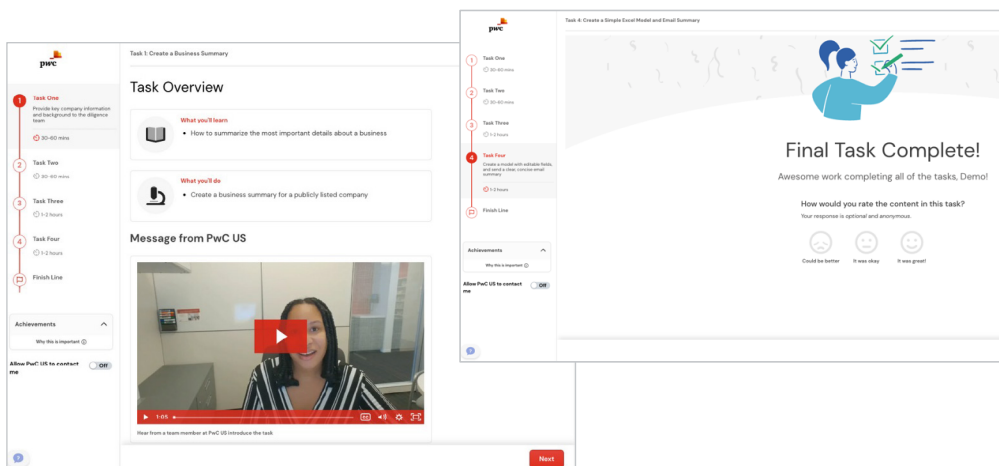 pwc
Task 1: Create a Business Summary
1
Task One
Provide key company information
and background to the diligence
team
30-60 mins
2
Task Two
30-60 mins
3
Task Three
1-2 hours
4
Task Four
1-2 hours
Finish Line
Achievements
Why this is important
Allow PwC US to contact
me
Off
?
Task Overview
What you'll learn
• How to summarize the most important details about a business
What you'll do
• Create a business summary for a publicly listed company
Message from PwC US
1:05
CC
Hear from a team member at PwC US introduce the task
Next
pwc
Task 4: Create a Simple Excel Model and Email Summary
1
Task One
30-60 mins
2
Task Two
30-60 mins
3
Task Three
1-2 hours
4
Task Four
Create a model with editable fields,
and send a clear, concise email
summary
1-2 hours
Finish Line
Achievements
Why this is important
Allow PwC US to contact
me
Off
?
Final Task Complete!
Awesome work completing all of the tasks, Demo!
How would you rate the content in this task?
Your response is optional and anonymous.
Could be better
It was okay
It was great!